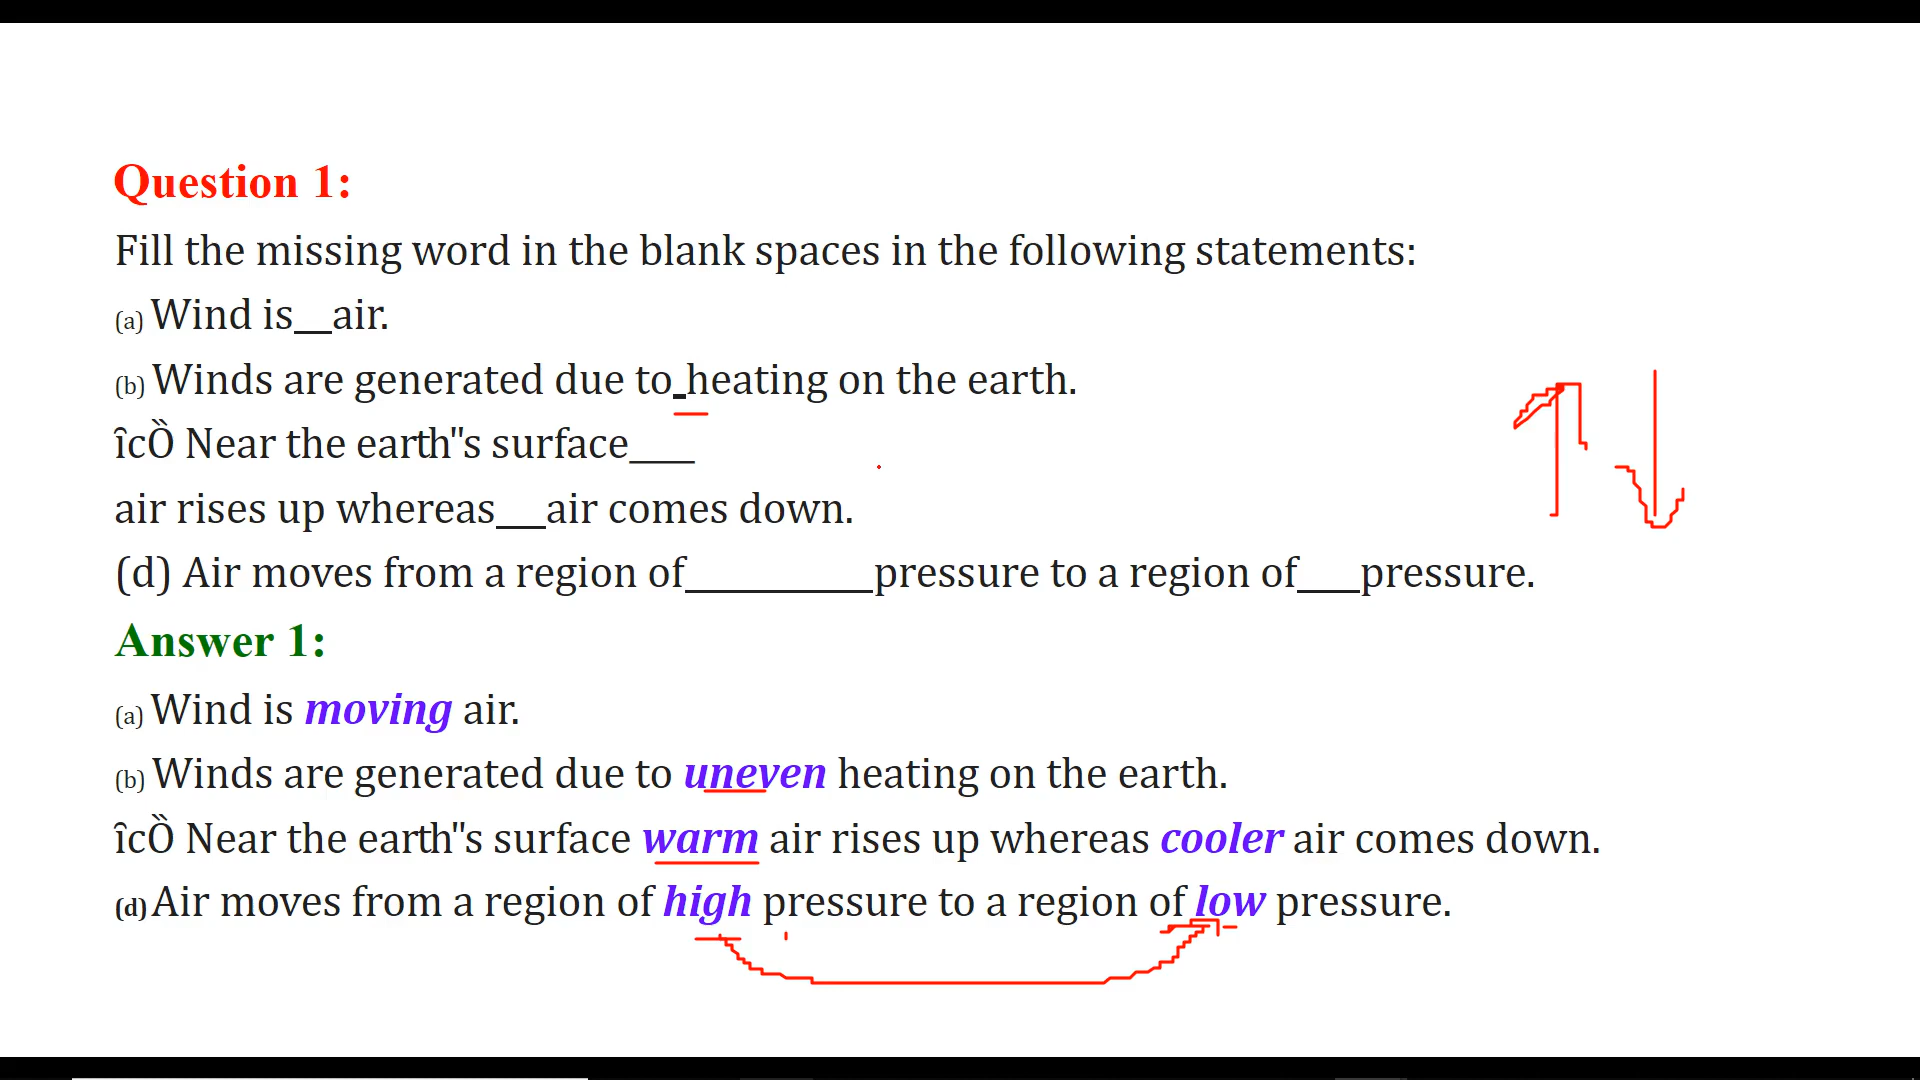 Question 1:
Fill the missing word in the blank spaces in the following statements:
(a) Wind is__air.
(b) Winds are generated due to_heating on the earth.
îcȌ Near the earth"s surface___
air rises up whereas__air comes down.
(d) Air moves from a region of_________pressure to a region of___pressure.
Answer 1:
(a) Wind is moving air.
(b) Winds are generated due to uneven heating on the earth.
îcȌ Near the earth"s surface warm air rises up whereas cooler air comes down.
(d) Air moves from a region of high pressure to a region of low pressure.